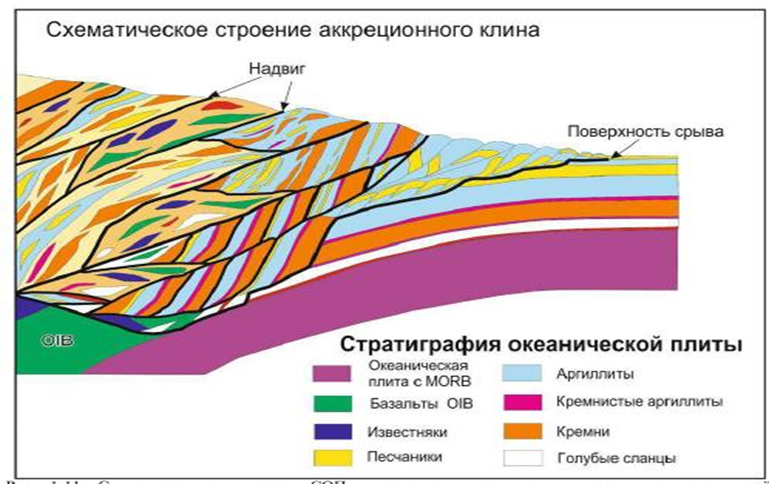 Схематическое строение аккреционного клина
Надвиг
Поверхность срыва
OIB
Стратиграфия океанической плиты
Океаническая
плита с MORB
Базальты OIB
Известняки
Песчаники
Аргиллиты
Кремнистые аргиллиты
Кремни
Голубые сланцы